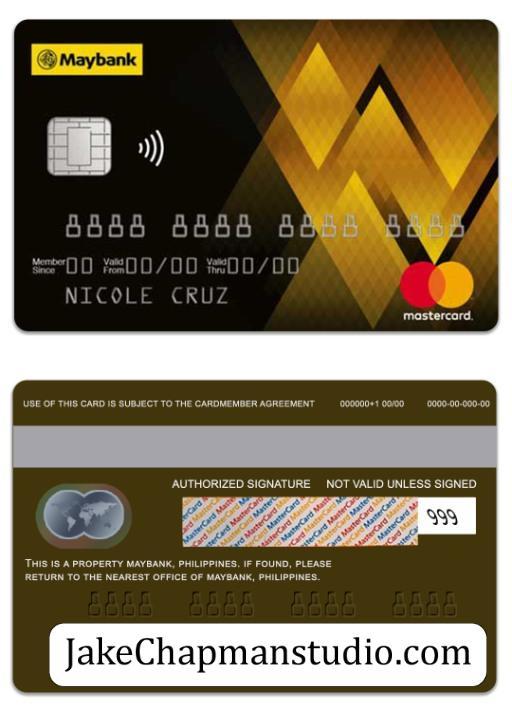 Maybank
8888 8888 8888 8888
Member Since 00 Valid From 00/00 Valid Thru 00/00
NICOLE CRUZ
mastercard.
USE OF THIS CARD IS SUBJECT TO THE CARDMEMBER AGREEMENT 000000+1 00/00 0000-00-000-00
AUTHORIZED SIGNATURE NOT VALID UNLESS SIGNED
999
THIS IS A PROPERTY MAYBANK, PHILIPPINES. IF FOUND, PLEASE
RETURN TO THE NEAREST OFFICE OF MAYBANK, PHILIPPINES.
8888 8888 8888 8888
JakeChapmanstudio.com